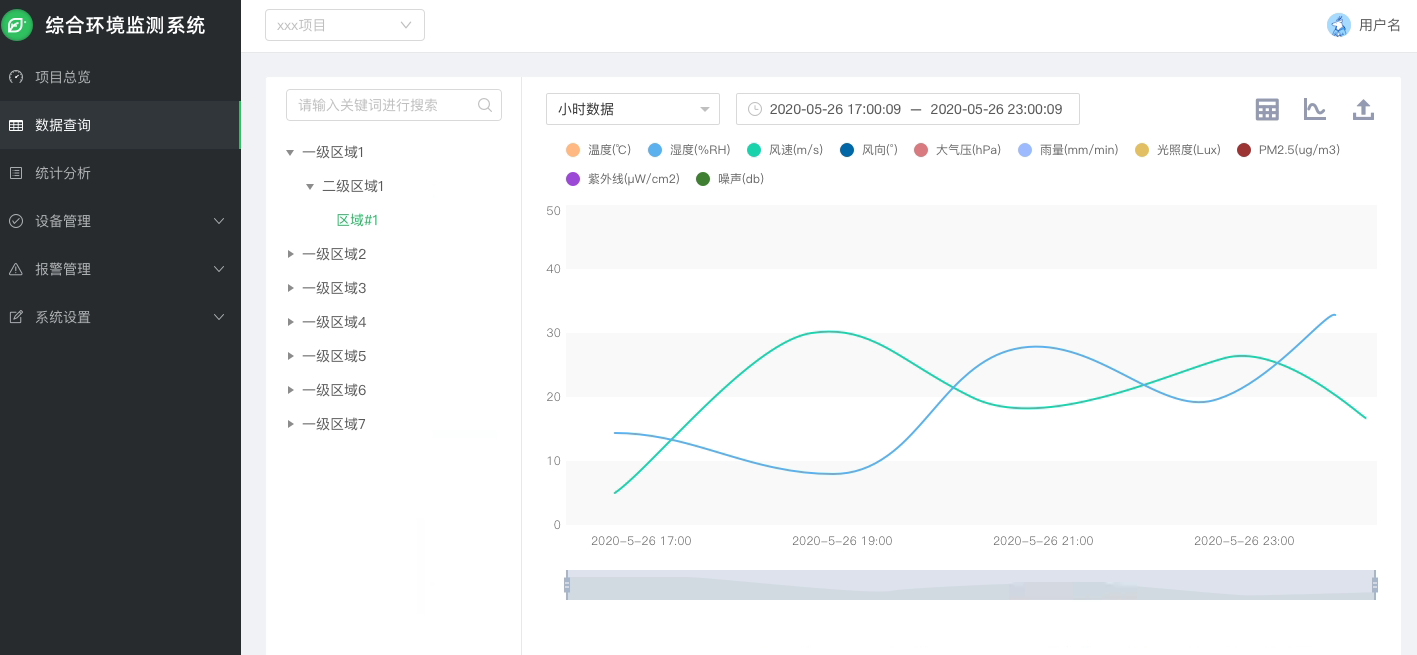 综合环境监测系统
xxx项目
用户名
项目总览
数据查询
统计分析
设备管理
报警管理
系统设置
请输入关键词进行搜索
一级区域1
二级区域1
区域#1
一级区域2
一级区域3
一级区域4
一级区域5
一级区域6
一级区域7
小时数据
2020-05-26 17:00:09 — 2020-05-26 23:00:09
温度(℃) 湿度(%RH) 风速(m/s) 风向(°) 大气压(hPa) 雨量(mm/min) 光照度(Lux) PM2.5(ug/m3)
紫外线(μW/cm2) 噪声(db)
50
40
30
20
10
0
2020-5-26 17:00 2020-5-26 19:00 2020-5-26 21:00 2020-5-26 23:00